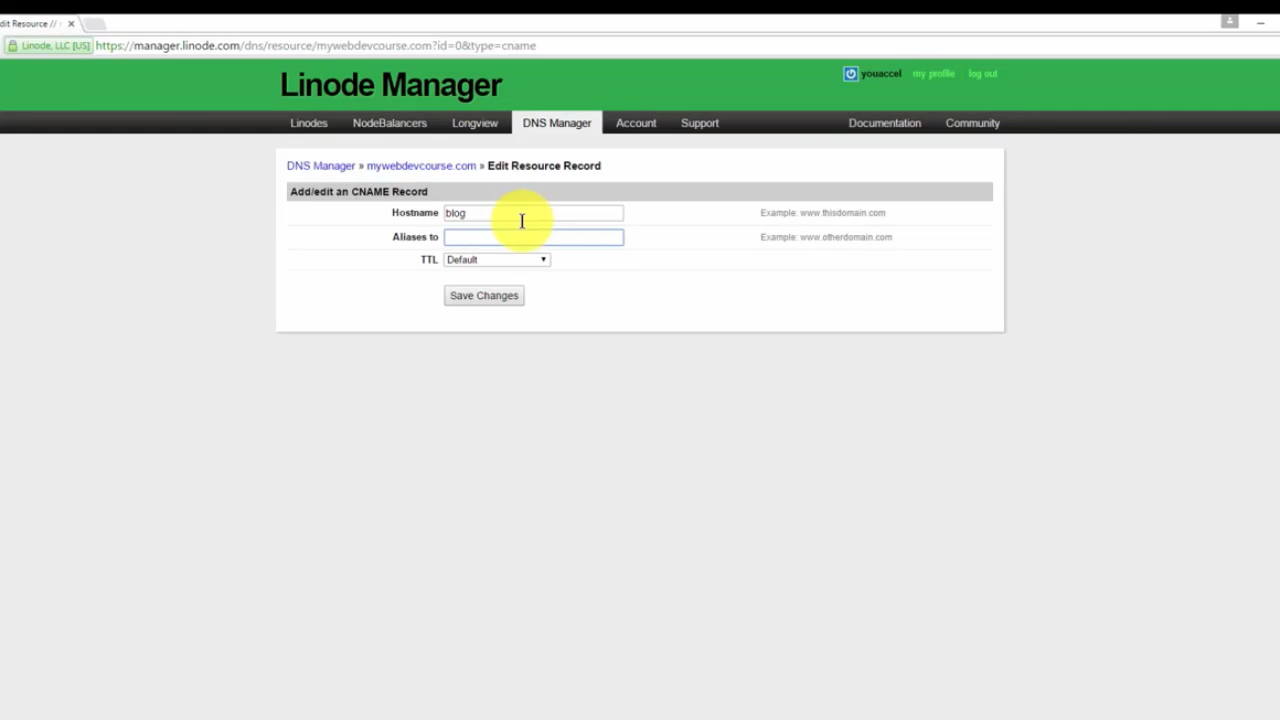 dit Resource //
Linode, LLC [US] https://manager.linode.com/dns/resource/mywebdevcourse.com?id=0&type=cname
Linode Manager
youaccel my profile log out
Linodes NodeBalancers Longview DNS Manager Account Support Documentation Community
DNS Manager » mywebdevcourse.com » Edit Resource Record
Add/edit an CNAME Record
Hostname blog Example: www.thisdomain.com
Aliases to Example: www.otherdomain.com
TTL Default
Save Changes